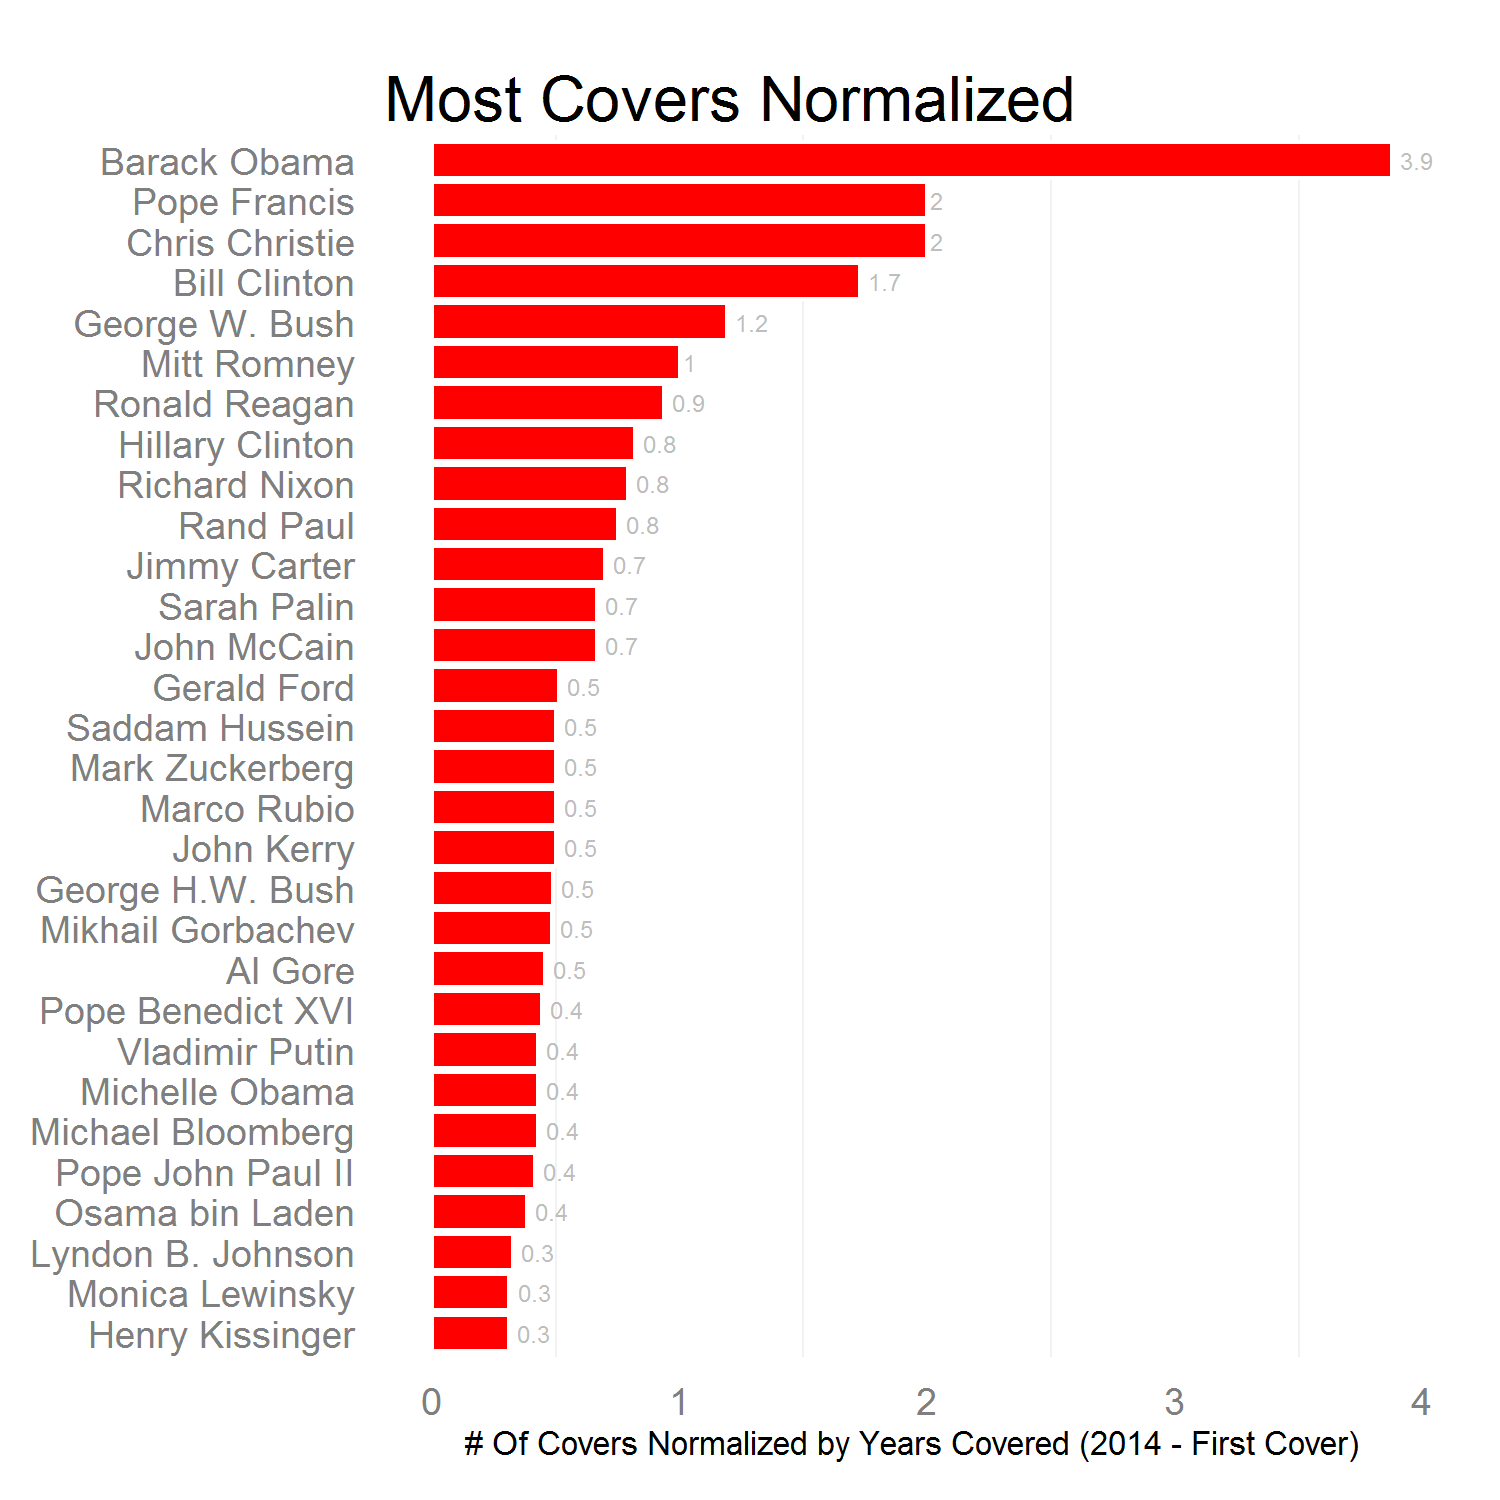 Most Covers Normalized
Barack Obama 3.9
Pope Francis 2
Chris Christie 2
Bill Clinton 1.7
George W. Bush 1.2
Mitt Romney 1
Ronald Reagan 0.9
Hillary Clinton 0.8
Richard Nixon 0.8
Rand Paul 0.8
Jimmy Carter 0.7
Sarah Palin 0.7
John McCain 0.7
Gerald Ford 0.5
Saddam Hussein 0.5
Mark Zuckerberg 0.5
Marco Rubio 0.5
John Kerry 0.5
George H.W. Bush 0.5
Mikhail Gorbachev 0.5
Al Gore 0.5
Pope Benedict XVI 0.4
Vladimir Putin 0.4
Michelle Obama 0.4
Michael Bloomberg 0.4
Pope John Paul II 0.4
Osama bin Laden 0.4
Lyndon B. Johnson 0.3
Monica Lewinsky 0.3
Henry Kissinger 0.3
0 1 2 3 4
# Of Covers Normalized by Years Covered (2014 - First Cover)